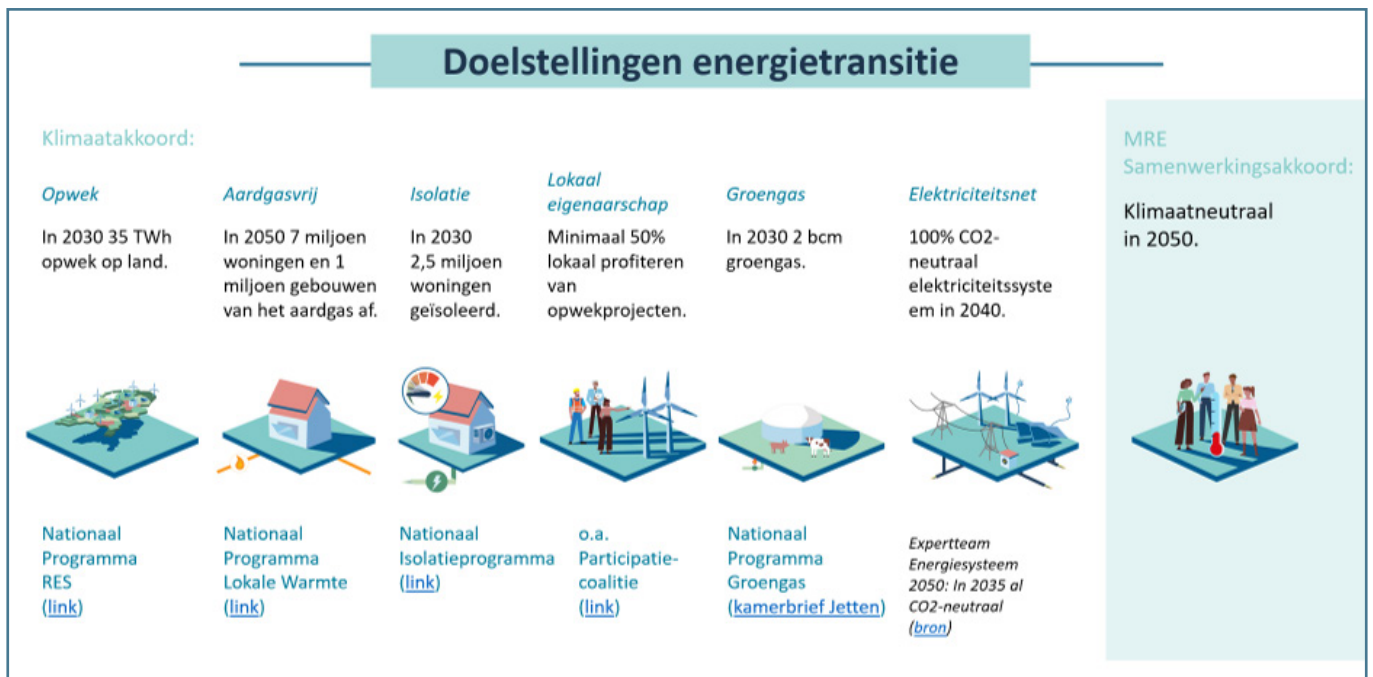 Doelstellingen energietransitie
Klimaatakkoord:
Opwek
In 2030 35 TWh
opwek op land.
Aardgasvrij
In 2050 7 miljoen
woningen en 1
miljoen gebouwen
van het aardgas af.
Isolatie
In 2030
2,5 miljoen
woningen
geïsoleerd.
Lokaal
eigenaarschap
Minimaal 50%
lokaal profiteren
van
opwekprojecten.
Groengas
In 2030 2 bcm
groengas.
Elektriciteitsnet
100% CO2-
neutraal
elektriciteitssyste
em in 2040.
Nationaal
Programma
RES
(link)
Nationaal
Programma
Lokale Warmte
(link)
Nationaal
Isolatieprogramma
(link)
o.a.
Participatie-
coalitie
(link)
Nationaal
Programma
Groengas
(kamerbrief Jetten)
Expertteam
Energiesysteem
2050: In 2035 al
CO2-neutraal
(bron)
MRE
Samenwerkingsakkoord:
Klimaatneutraal
in 2050.